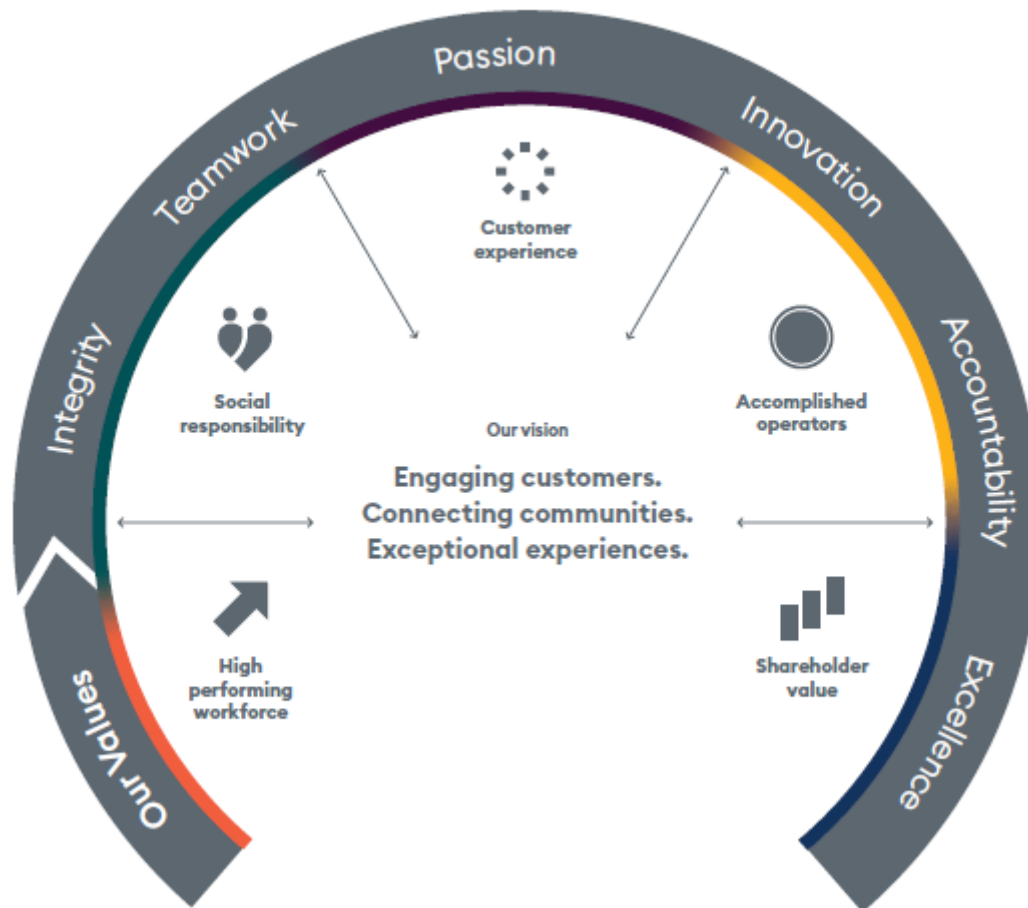 Our Values
Integrity
Teamwork
Passion
Innovation
Accountability
Excellence
Customer
experience
Social
responsibility
Accomplished
operators
Our vision
Engaging customers.
Connecting communities.
Exceptional experiences.
High
performing
workforce
Shareholder
value